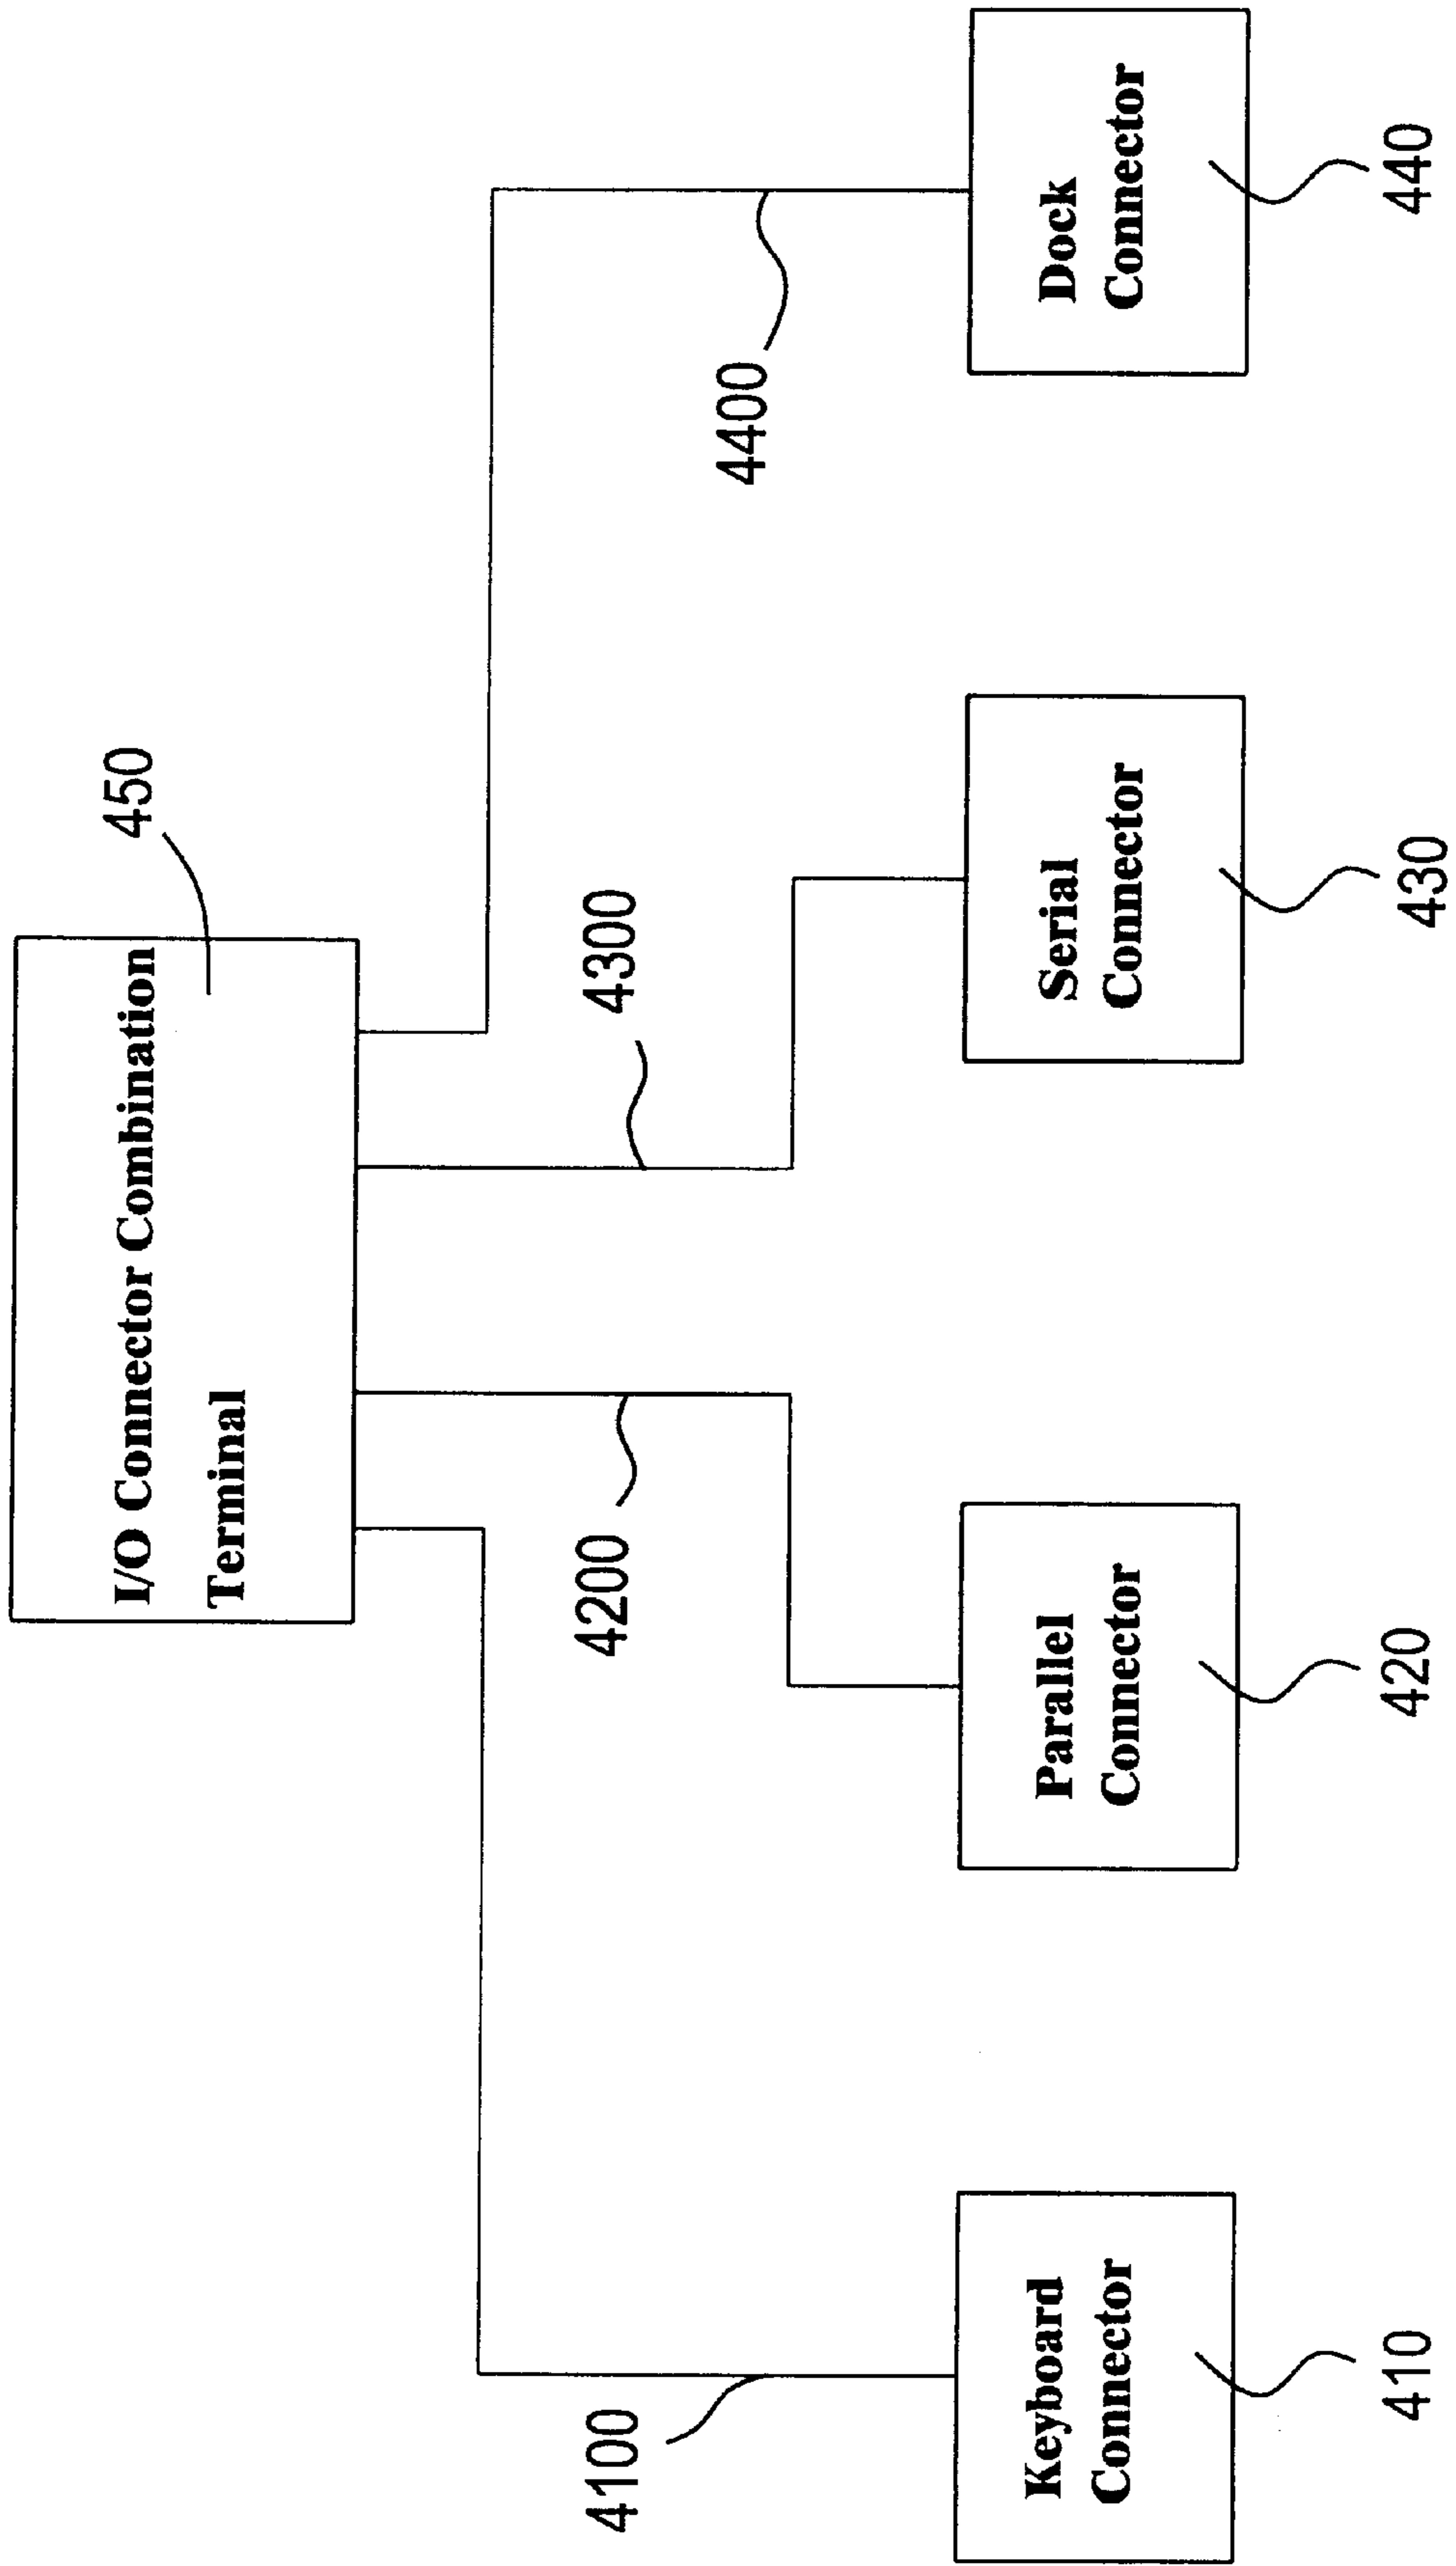 I/O Connector Combination
Terminal
450
4100
4200
4300
4400
Keyboard
Connector
410
Parallel
Connector
420
Serial
Connector
430
Dock
Connector
440